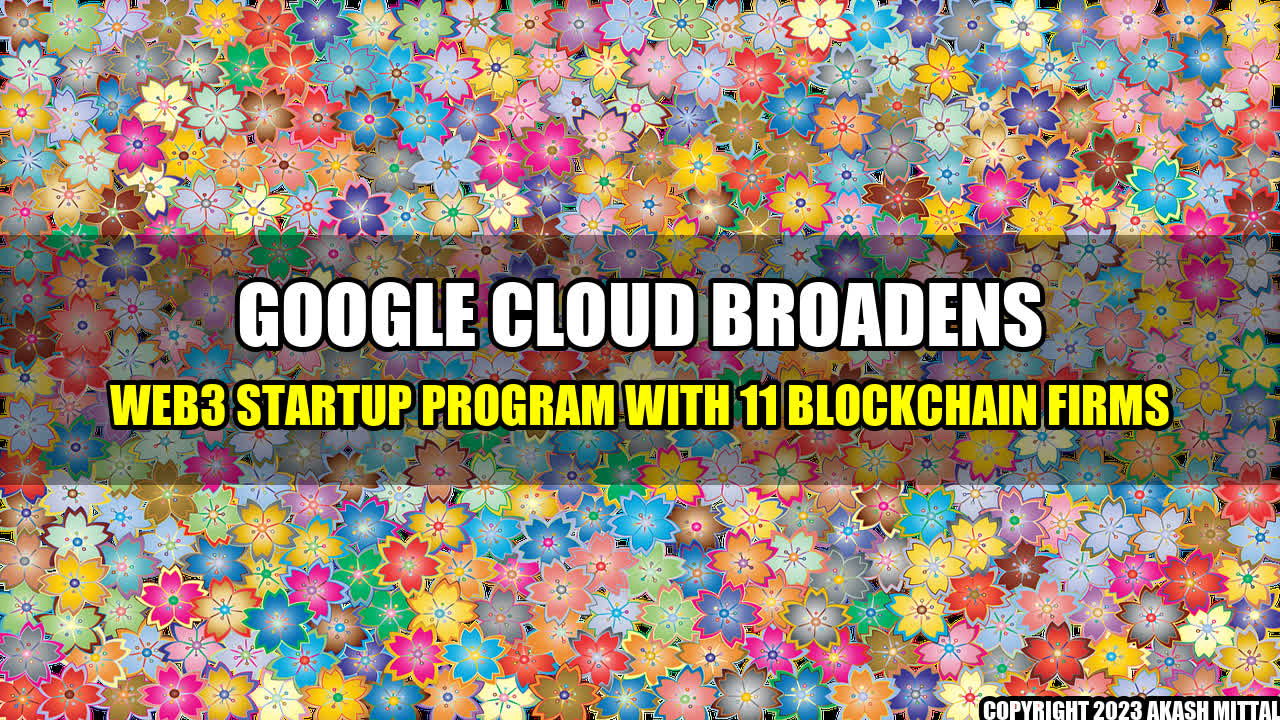 GOOGLE CLOUD BROADENS
WEB3 STARTUP PROGRAM WITH 11 BLOCKCHAIN FIRMS
COPYRIGHT 2023 AKASH MITTAL